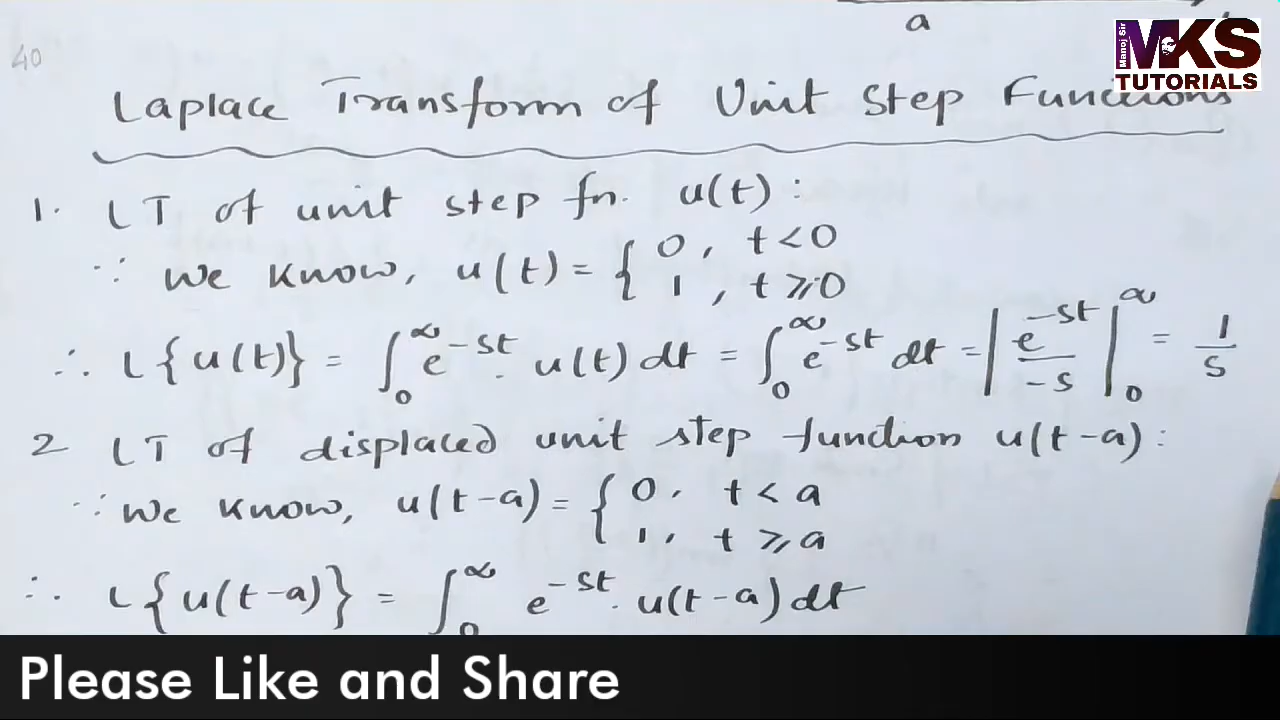 a
Manoj Sir
MKS
TUTORIALS
40
Laplace Transform of Unit Step Functions
1. LT of unit step fn. u(t) :
∵ We know, u(t) = { 0, t < 0
1, t ⩾ 0
∴ L{u(t)} = ∫₀^∞ e^{-st} . u(t) dt = ∫₀^∞ e^{-st} dt = | e^{-st} / -s |₀^∞ = 1/s
2 LT of displaced unit step function u(t-a) :
∵ We know, u(t-a) = { 0, t < a
1, t ⩾ a
∴ L{u(t-a)} = ∫₀^∞ e^{-st} . u(t-a) dt
Please Like and Share